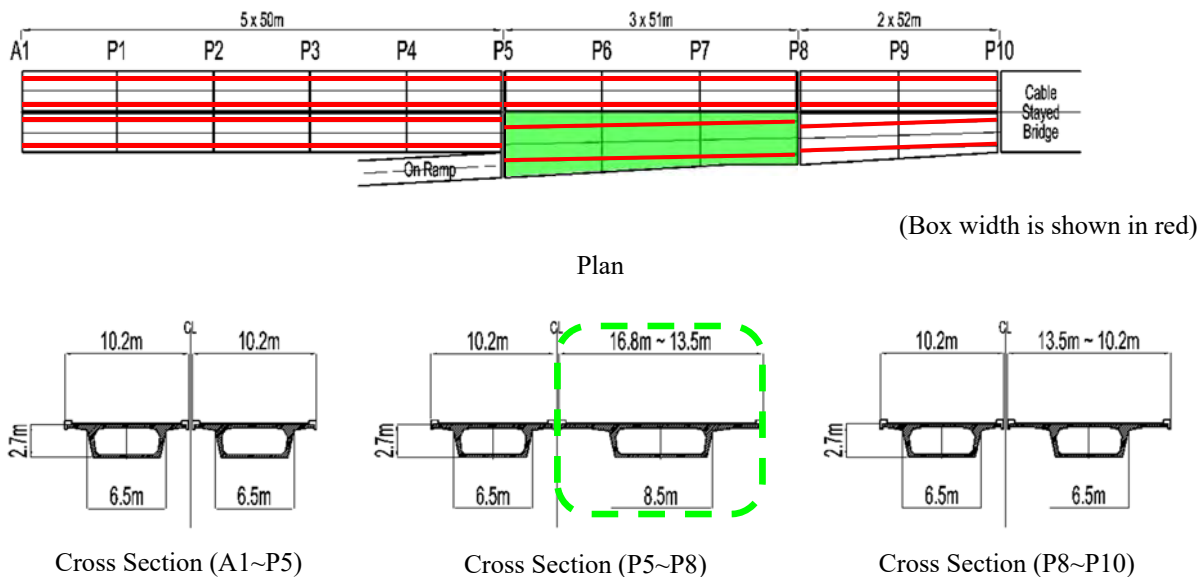 5 x 50m 3 x 51m 2 x 52m
A1 P1 P2 P3 P4 P5 P6 P7 P8 P9 P10
Cable
Stayed
Bridge
On Ramp
(Box width is shown in red)
Plan
CL CL CL
10.2m 10.2m 10.2m 16.8m ~ 13.5m 10.2m 13.5m ~ 10.2m
2.7m 2.7m 2.7m
6.5m 6.5m 6.5m 8.5m 6.5m 6.5m
Cross Section (A1~P5) Cross Section (P5~P8) Cross Section (P8~P10)